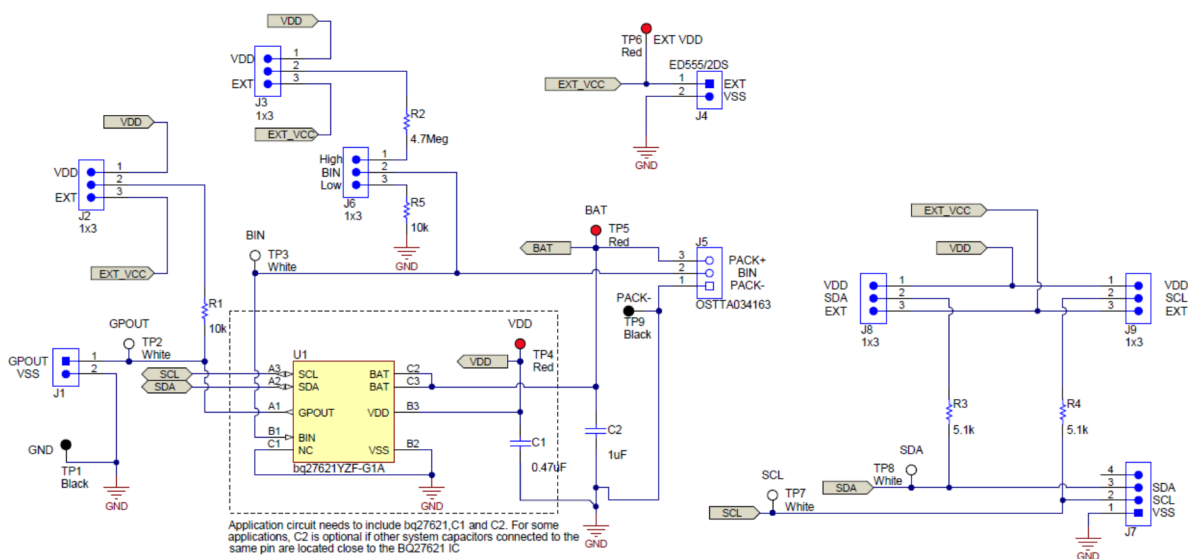 VDD
VDD
EXT
1
2
3
J3
1x3
EXT_VCC
R2
4.7Meg
High
BIN
Low
1
2
3
J6
1x3
R5
10k
GND
TP6
Red
EXT VDD
ED555/2DS
EXT_VCC
1
2
EXT
VSS
J4
GND
VDD
VDD
EXT
1
2
3
J2
1x3
EXT_VCC
R1
10k
BIN
TP3
White
BAT
TP5
Red
BAT
J5
3
2
1
PACK+
BIN
PACK-
OSTTA034163
PACK-
TP9
Black
GPOUT
TP2
White
GPOUT
VSS
1
2
J1
GND
TP1
Black
GND
SCL
SDA
U1
A3
A2
A1
B1
C1
SCL
SDA
GPOUT
BIN
NC
BAT
BAT
VDD
VSS
C2
C3
B3
B2
bq27621YZF-G1A
VDD
TP4
Red
VDD
C1
0.47uF
C2
1uF
GND
GND
Application circuit needs to include bq27621,C1 and C2. For some
applications, C2 is optional if other system capacitors connected to the
same pin are located close to the BQ27621 IC
EXT_VCC
VDD
VDD
SDA
EXT
1
2
3
J8
1x3
1
2
3
VDD
SCL
EXT
J9
1x3
R3
5.1k
R4
5.1k
SDA
TP8
White
SDA
SCL
TP7
White
SCL
4
3
2
1
SDA
SCL
VSS
J7
GND